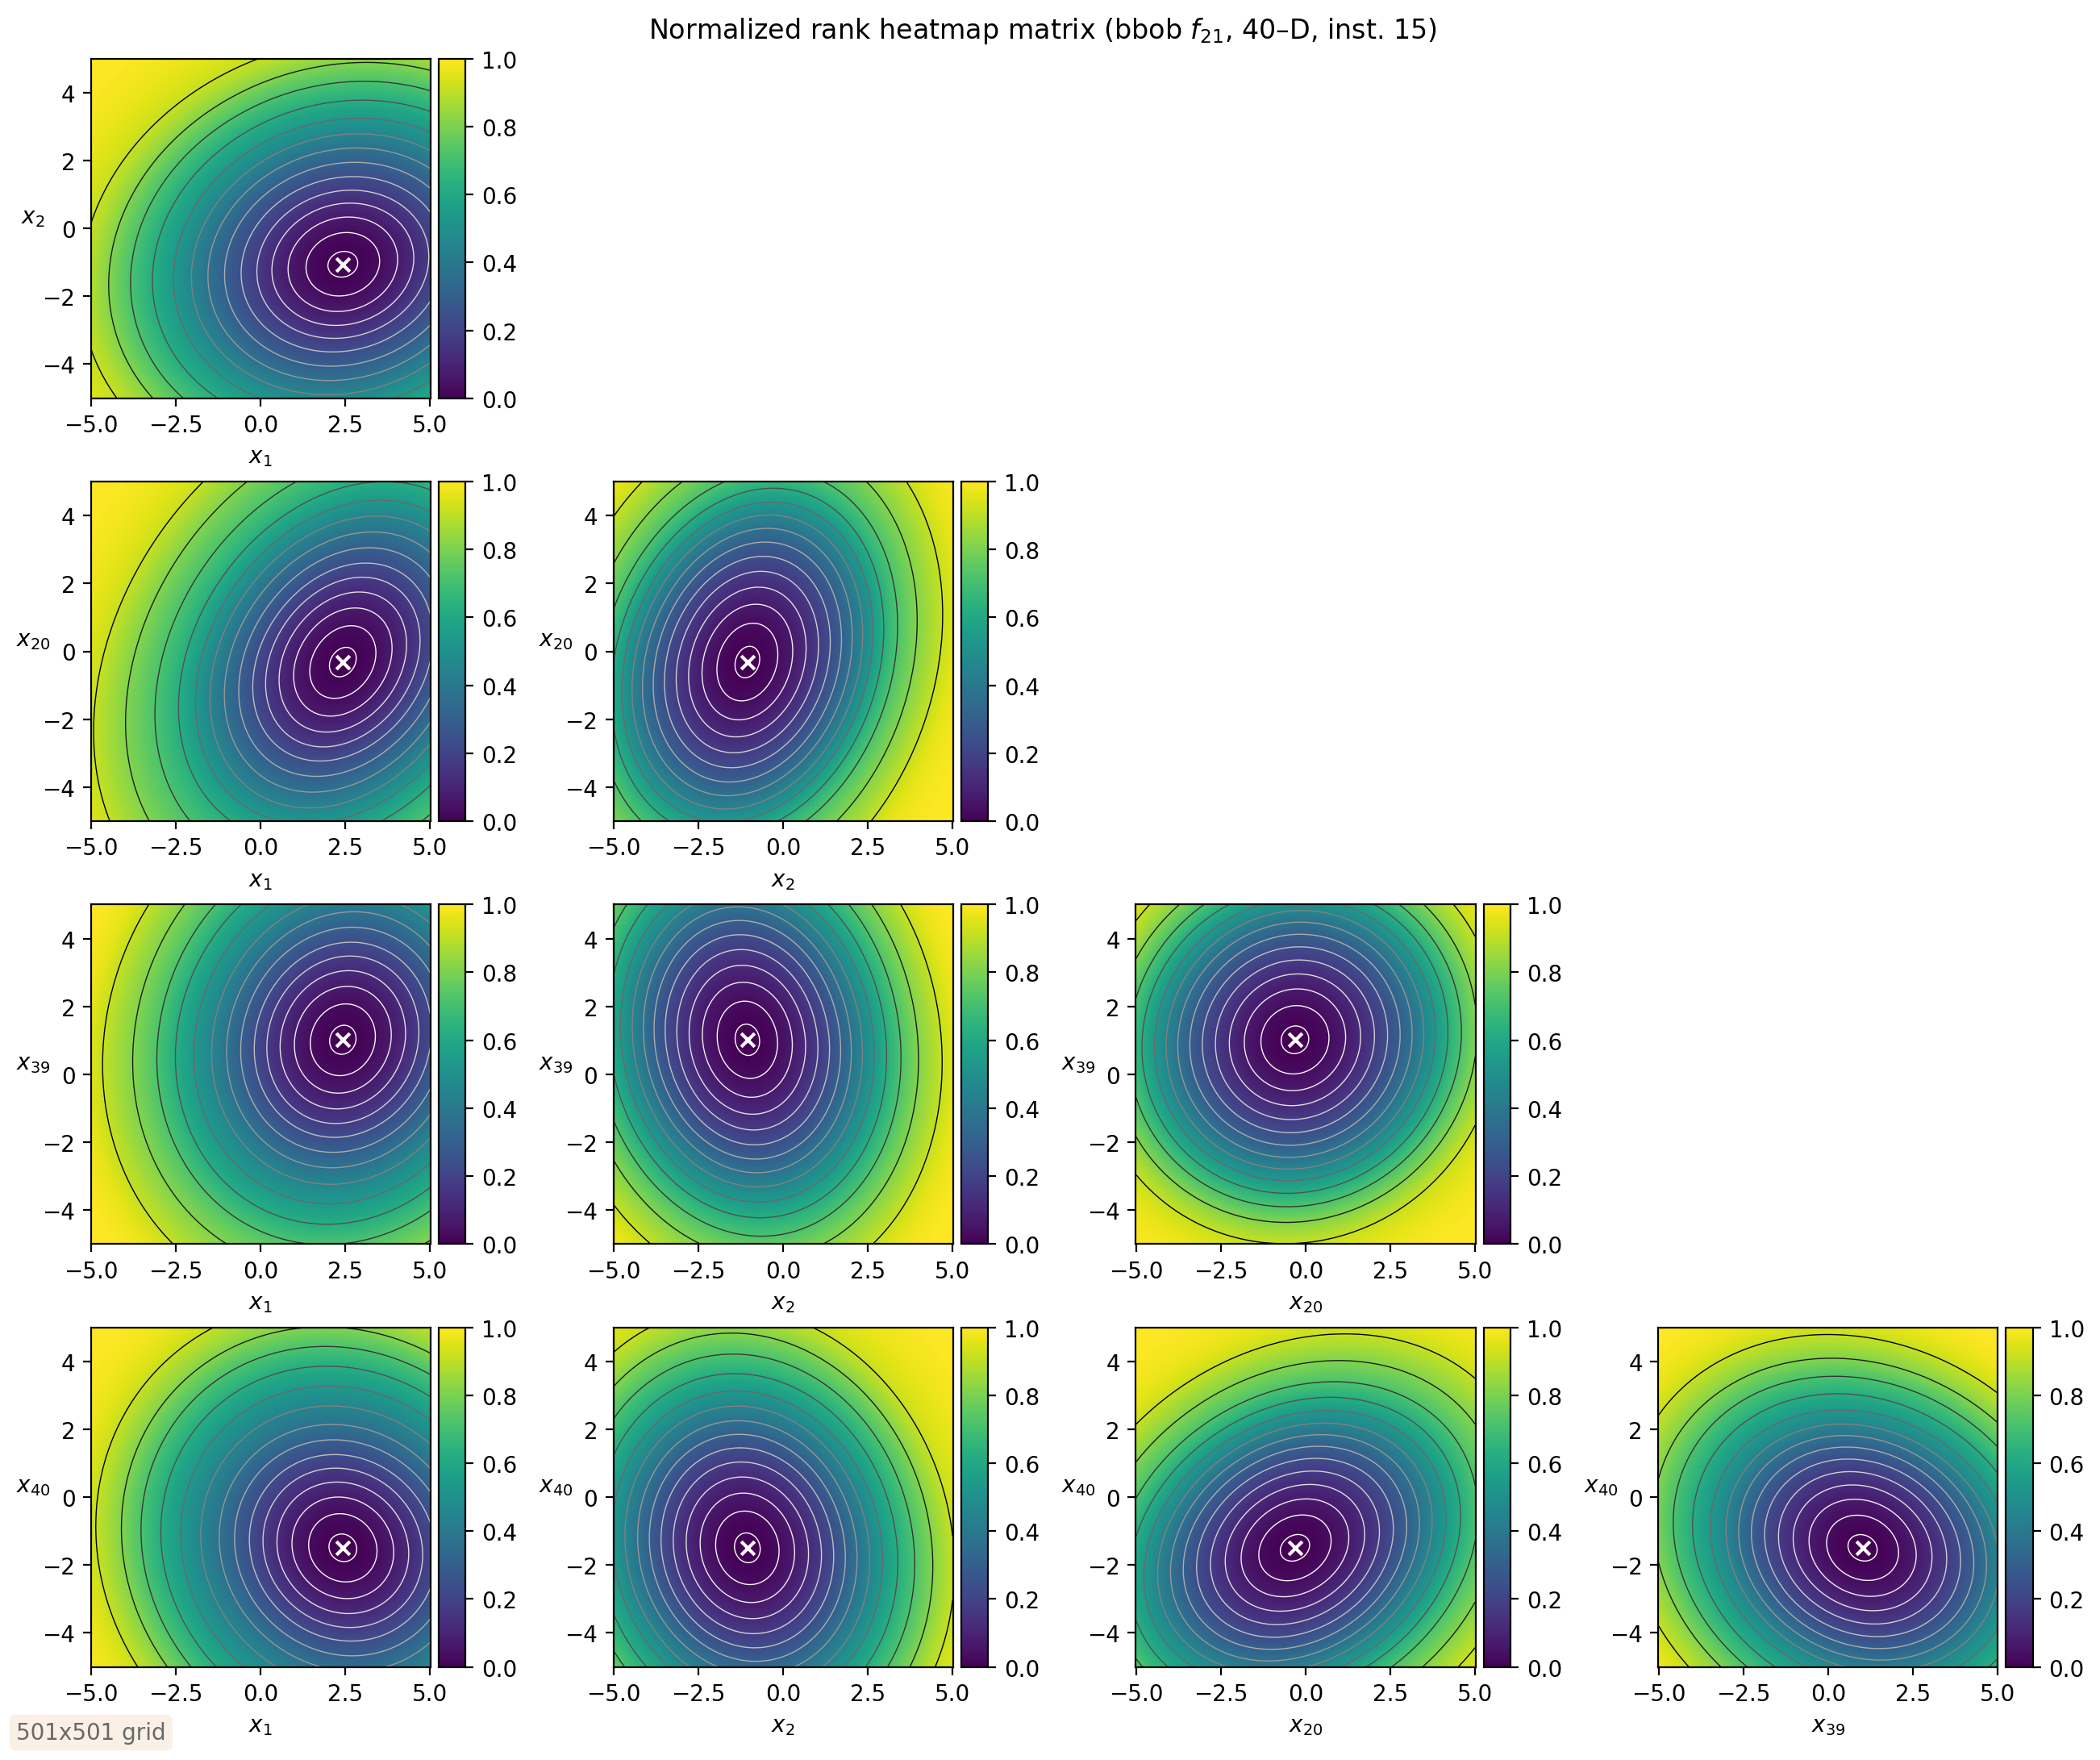 Normalized rank heatmap matrix (bbob f21, 40–D, inst. 15)
1.0
4
0.8
2
0.6
x2 0
0.4
−2
0.2
−4
0.0
−5.0 −2.5 0.0 2.5 5.0
x1
1.0 1.0
4 4
0.8 0.8
2 2
0.6 0.6
x20 0 x20 0
0.4 0.4
−2 −2
0.2 0.2
−4 −4
0.0 0.0
−5.0 −2.5 0.0 2.5 5.0 −5.0 −2.5 0.0 2.5 5.0
x1 x2
1.0 1.0 1.0
4 4 4
0.8 0.8 0.8
2 2 2
0.6 0.6 0.6
x39 0 x39 0 x39 0
0.4 0.4 0.4
−2 −2 −2
0.2 0.2 0.2
−4 −4 −4
0.0 0.0 0.0
−5.0 −2.5 0.0 2.5 5.0 −5.0 −2.5 0.0 2.5 5.0 −5.0 −2.5 0.0 2.5 5.0
x1 x2 x20
1.0 1.0 1.0 1.0
4 4 4 4
0.8 0.8 0.8 0.8
2 2 2 2
0.6 0.6 0.6 0.6
x40 0 x40 0 x40 0 x40 0
0.4 0.4 0.4 0.4
−2 −2 −2 −2
0.2 0.2 0.2 0.2
−4 −4 −4 −4
0.0 0.0 0.0 0.0
−5.0 −2.5 0.0 2.5 5.0 −5.0 −2.5 0.0 2.5 5.0 −5.0 −2.5 0.0 2.5 5.0 −5.0 −2.5 0.0 2.5 5.0
x1 x2 x20 x39
501x501 grid